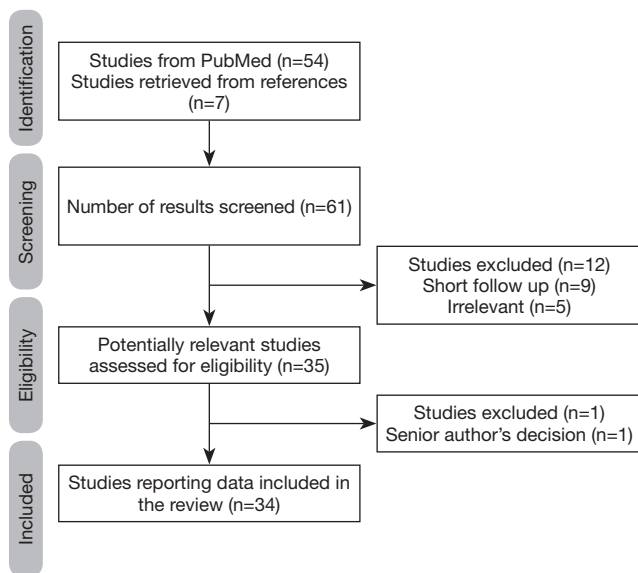 Identification
Studies from PubMed (n=54)
Studies retrieved from references
(n=7)
Screening
Number of results screened (n=61)
Studies excluded (n=12)
Short follow up (n=9)
Irrelevant (n=5)
Eligibility
Potentially relevant studies
assessed for eligibility (n=35)
Studies excluded (n=1)
Senior author’s decision (n=1)
Included
Studies reporting data included in
the review (n=34)